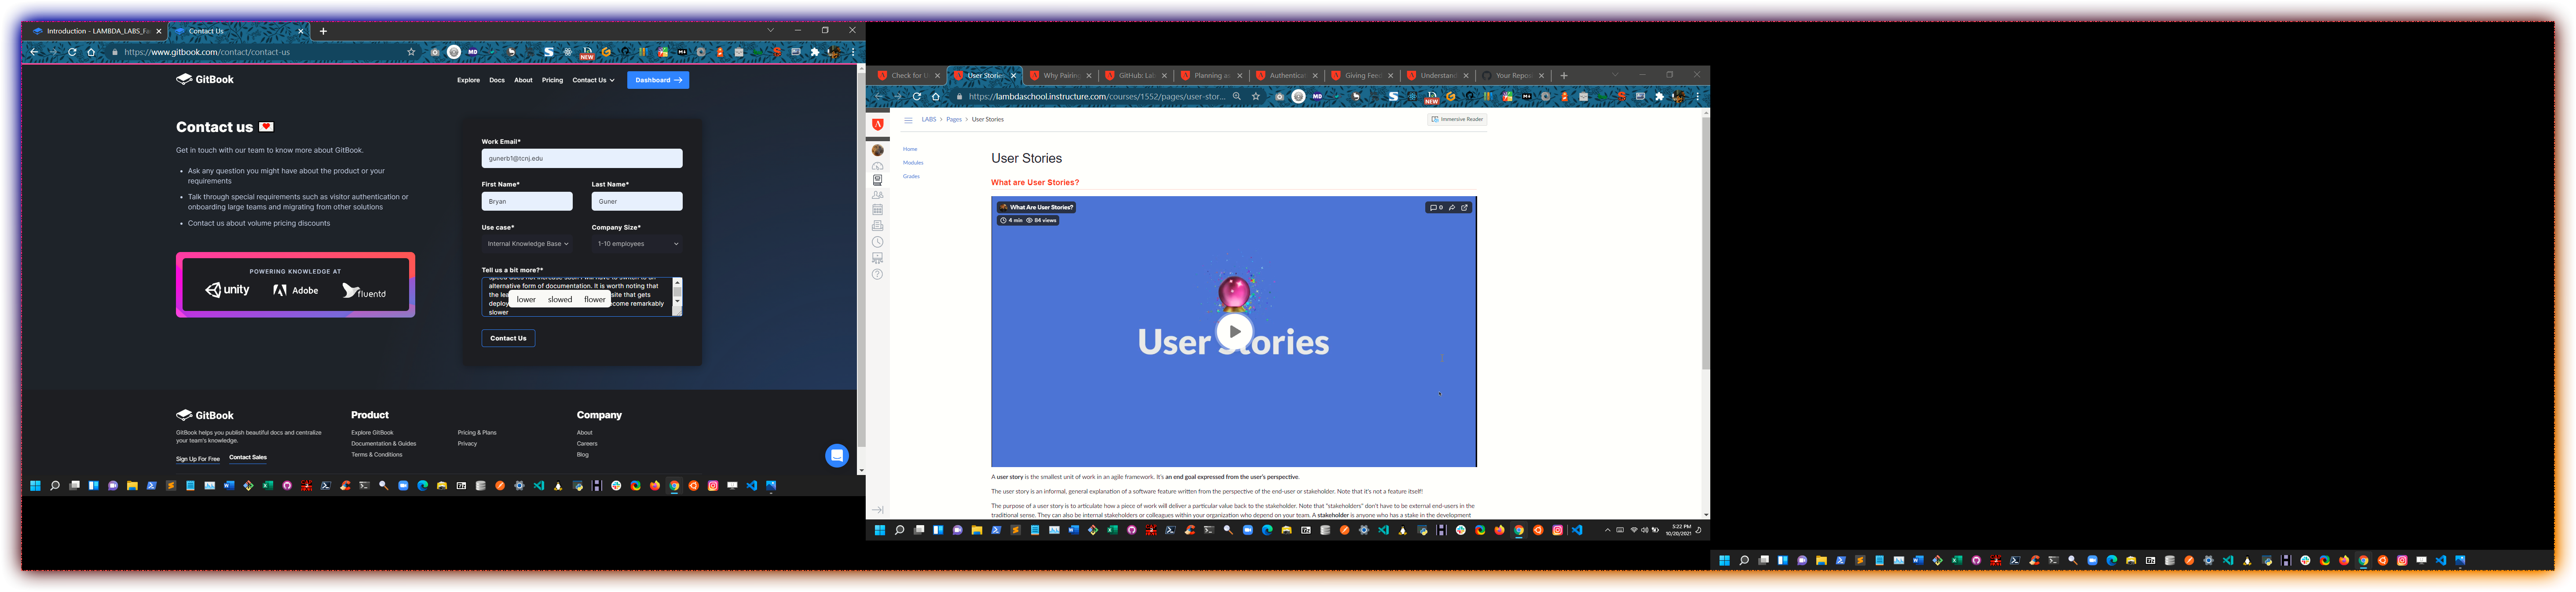 Introduction - LAMBDA_LABS_Fa
Contact Us
https://www.gitbook.com/contact/contact-us
NEW
GitBook
Explore Docs About Pricing Contact Us Dashboard
Contact us
Get in touch with our team to know more about GitBook.
Ask any question you might have about the product or your
requirements
Talk through special requirements such as visitor authentication or
onboarding large teams and migrating from other solutions
Contact us about volume pricing discounts
POWERING KNOWLEDGE AT
unity Adobe fluentd
Work Email*
gunerb1@tcnj.edu
First Name* Last Name*
Bryan Guner
Use case* Company Size*
Internal Knowledge Base 1-10 employees
Tell us a bit more?*
alternative form of documentation. It is worth noting that
the lea
site that gets
deploy
come remarkably
slower
lower slowed flower
Contact Us
GitBook
GitBook helps you publish beautiful docs and centralize
your team's knowledge.
Sign Up For Free Contact Sales
Product
Explore GitBook
Documentation & Guides
Terms & Conditions
Pricing & Plans
Privacy
Company
About
Careers
Blog
Check for U
User Stories
Why Pairing
GitHub: Lab
Planning an
Authenticat
Giving Feed
Understand
Your Repos
https://lambdaschool.instructure.com/courses/1552/pages/user-stor...
NEW
LABS > Pages > User Stories
Immersive Reader
Home
Modules
Grades
User Stories
What are User Stories?
What Are User Stories?
4 min 84 views
0
User Stories
A user story is the smallest unit of work in an agile framework. It's an end goal expressed from the user's perspective.
The user story is an informal, general explanation of a software feature written from the perspective of the end-user or stakeholder. Note that it's not a feature itself!
The purpose of a user story is to articulate how a piece of work will deliver a particular value back to the stakeholder. Note that "stakeholders" don't have to be external end-users in the
traditional sense. They can also be internal stakeholders or colleagues within your organization who depend on your team. A stakeholder is anyone who has a stake in the development
5:22 PM
10/20/2021